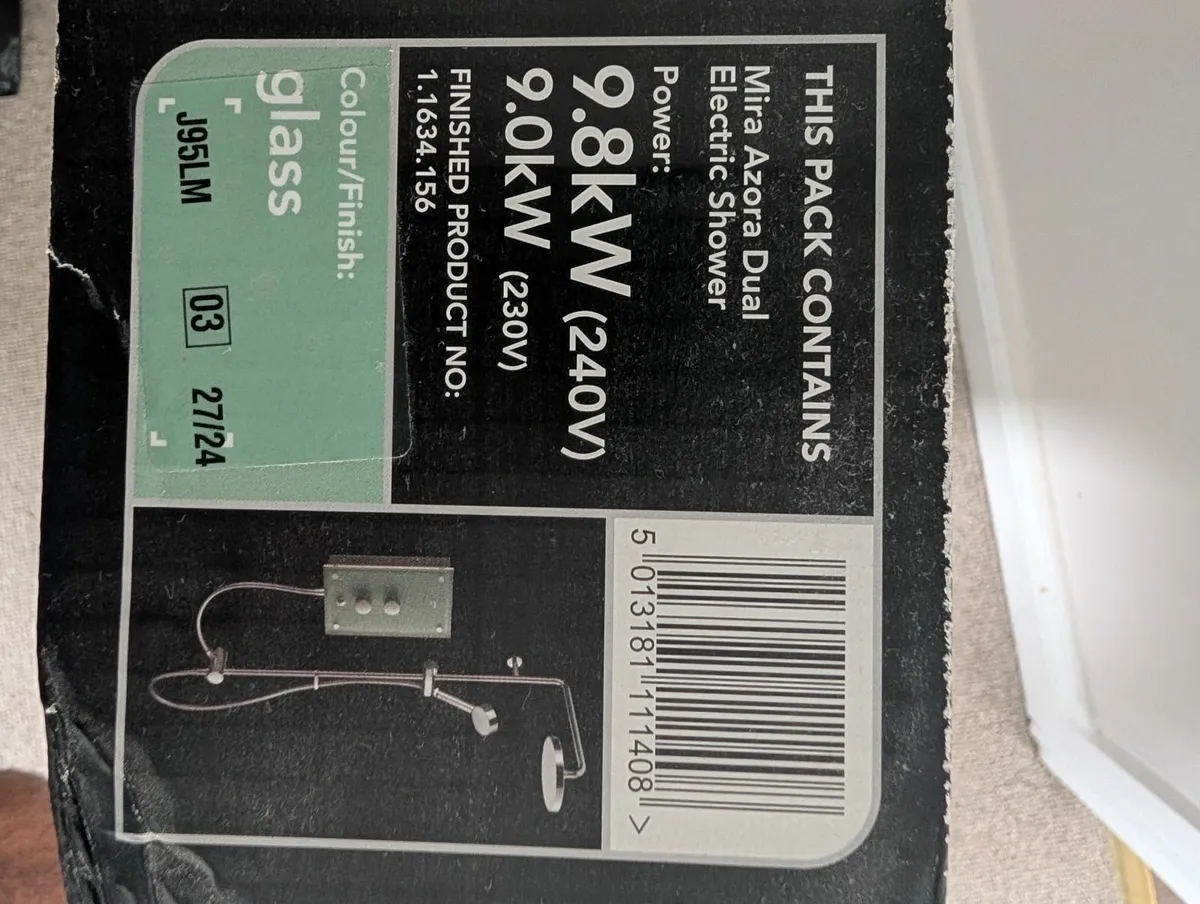 THIS PACK CONTAINS
Mira Azora Dual
Electric Shower
Power:
9.8kW (240V)
9.0kW (230V)
FINISHED PRODUCT NO:
1.1634.156
Colour/Finish:
glass
J95LM 03 27/24
5 013181 111408 >